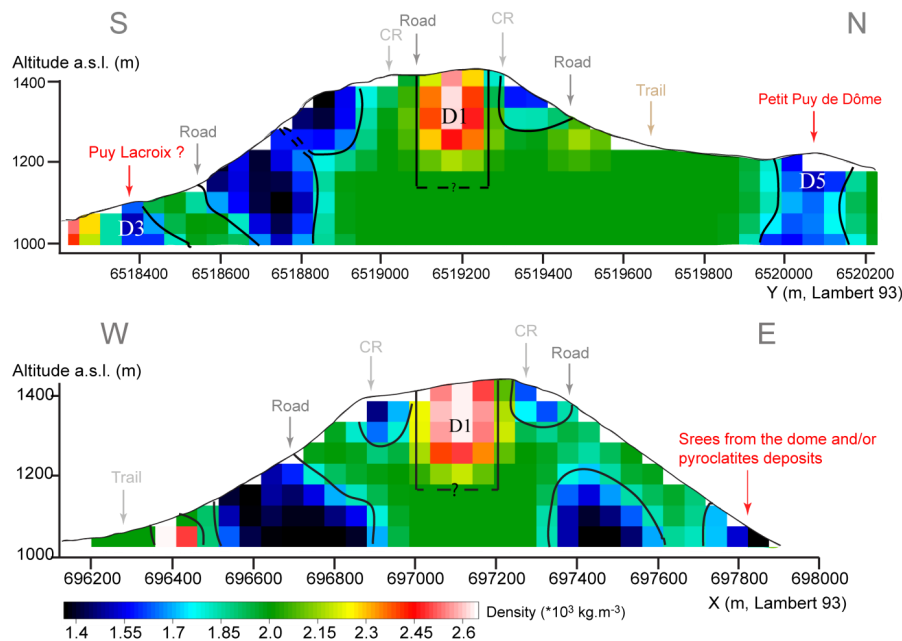 S
N
Road
CR
CR
Altitude a.s.l. (m)
Road
1400
Trail
Petit Puy de Dôme
D1
Road
Puy Lacroix ?
1200
?
D5
D3
1000
6518400
6518600
6518800
6519000
6519200
6519400
6519800
6520000
6520200
Y (m, Lambert 93)
W
E
CR
CR
Altitude a.s.l. (m)
Road
1400
Road
D1
Srees from the dome and/or
pyroclatites deposits
1200
Trail
?
1000
696200
696400
696600
696800
697000
697200
697400
697600
697800
698000
X (m, Lambert 93)
Density (*10³ kg.m-³)
1.4
1.55
1.7
1.85
2.0
2.15
2.3
2.45
2.6